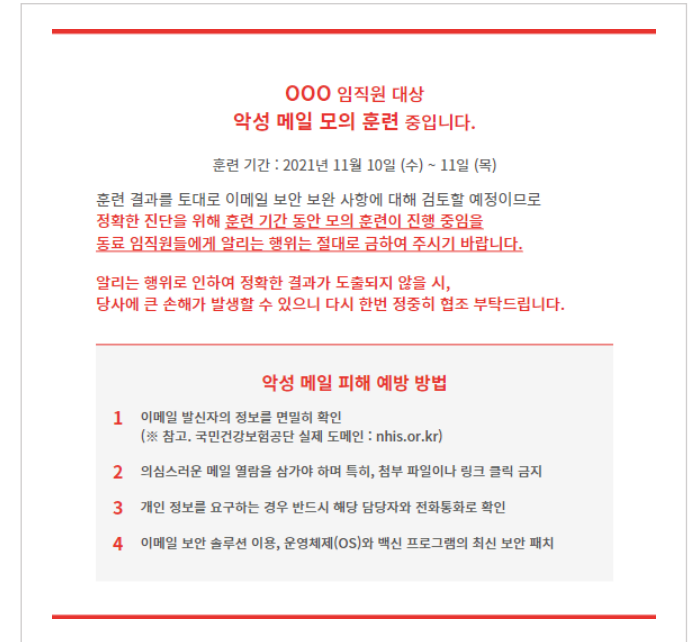 OOO 임직원 대상
악성 메일 모의 훈련 중입니다.
훈련 기간 : 2021년 11월 10일 (수) ~ 11일 (목)
훈련 결과를 토대로 이메일 보안 보완 사항에 대해 검토할 예정이므로
정확한 진단을 위해 훈련 기간 동안 모의 훈련이 진행 중임을
동료 임직원들에게 알리는 행위는 절대로 금하여 주시기 바랍니다.
알리는 행위로 인하여 정확한 결과가 도출되지 않을 시,
당사에 큰 손해가 발생할 수 있으니 다시 한번 정중히 협조 부탁드립니다.
악성 메일 피해 예방 방법
1 이메일 발신자의 정보를 면밀히 확인
(※ 참고. 국민건강보험공단 실제 도메인 : nhis.or.kr)
2 의심스러운 메일 열람을 삼가야 하며 특히, 첨부 파일이나 링크 클릭 금지
3 개인 정보를 요구하는 경우 반드시 해당 담당자와 전화통화로 확인
4 이메일 보안 솔루션 이용, 운영체제(OS)와 백신 프로그램의 최신 보안 패치